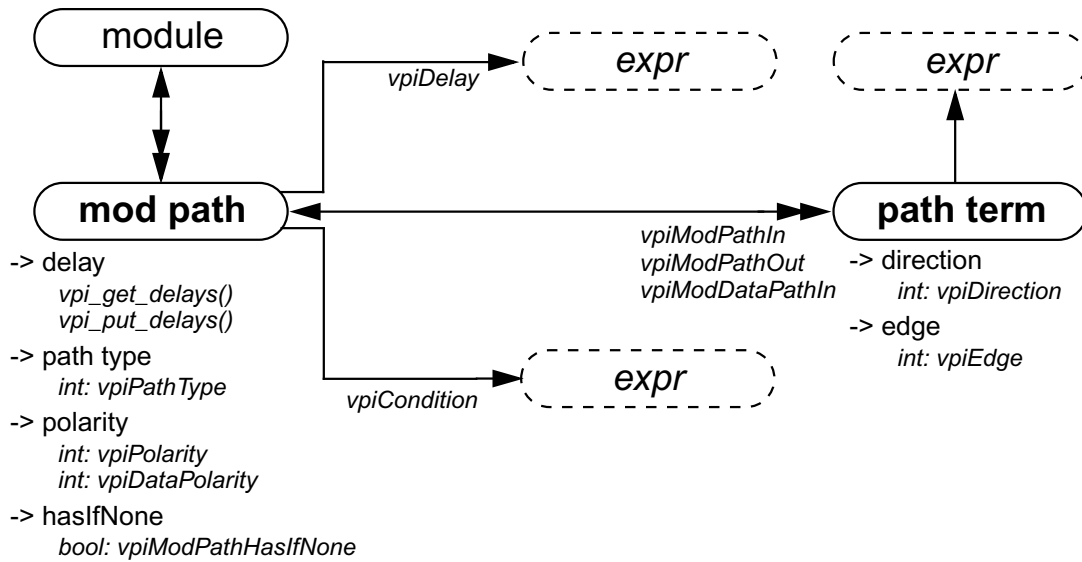 module
expr
expr
vpiDelay
mod path
path term
vpiModPathIn
vpiModPathOut
vpiModDataPathIn
-> delay
vpi_get_delays()
vpi_put_delays()
-> path type
int: vpiPathType
-> polarity
int: vpiPolarity
int: vpiDataPolarity
-> hasIfNone
bool: vpiModPathHasIfNone
-> direction
int: vpiDirection
-> edge
int: vpiEdge
expr
vpiCondition